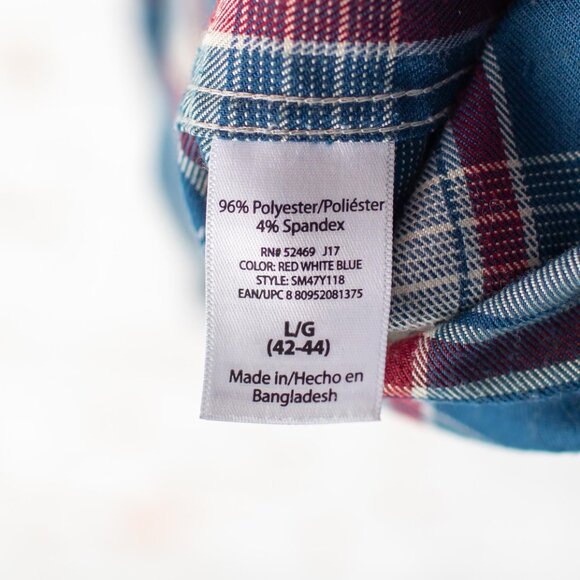 96% Polyester/Poliéster
4% Spandex
RN# 52469 J17
COLOR: RED WHITE BLUE
STYLE: SM47Y118
EAN/UPC 8 80952081375
L/G
(42-44)
Made in/Hecho en
Bangladesh